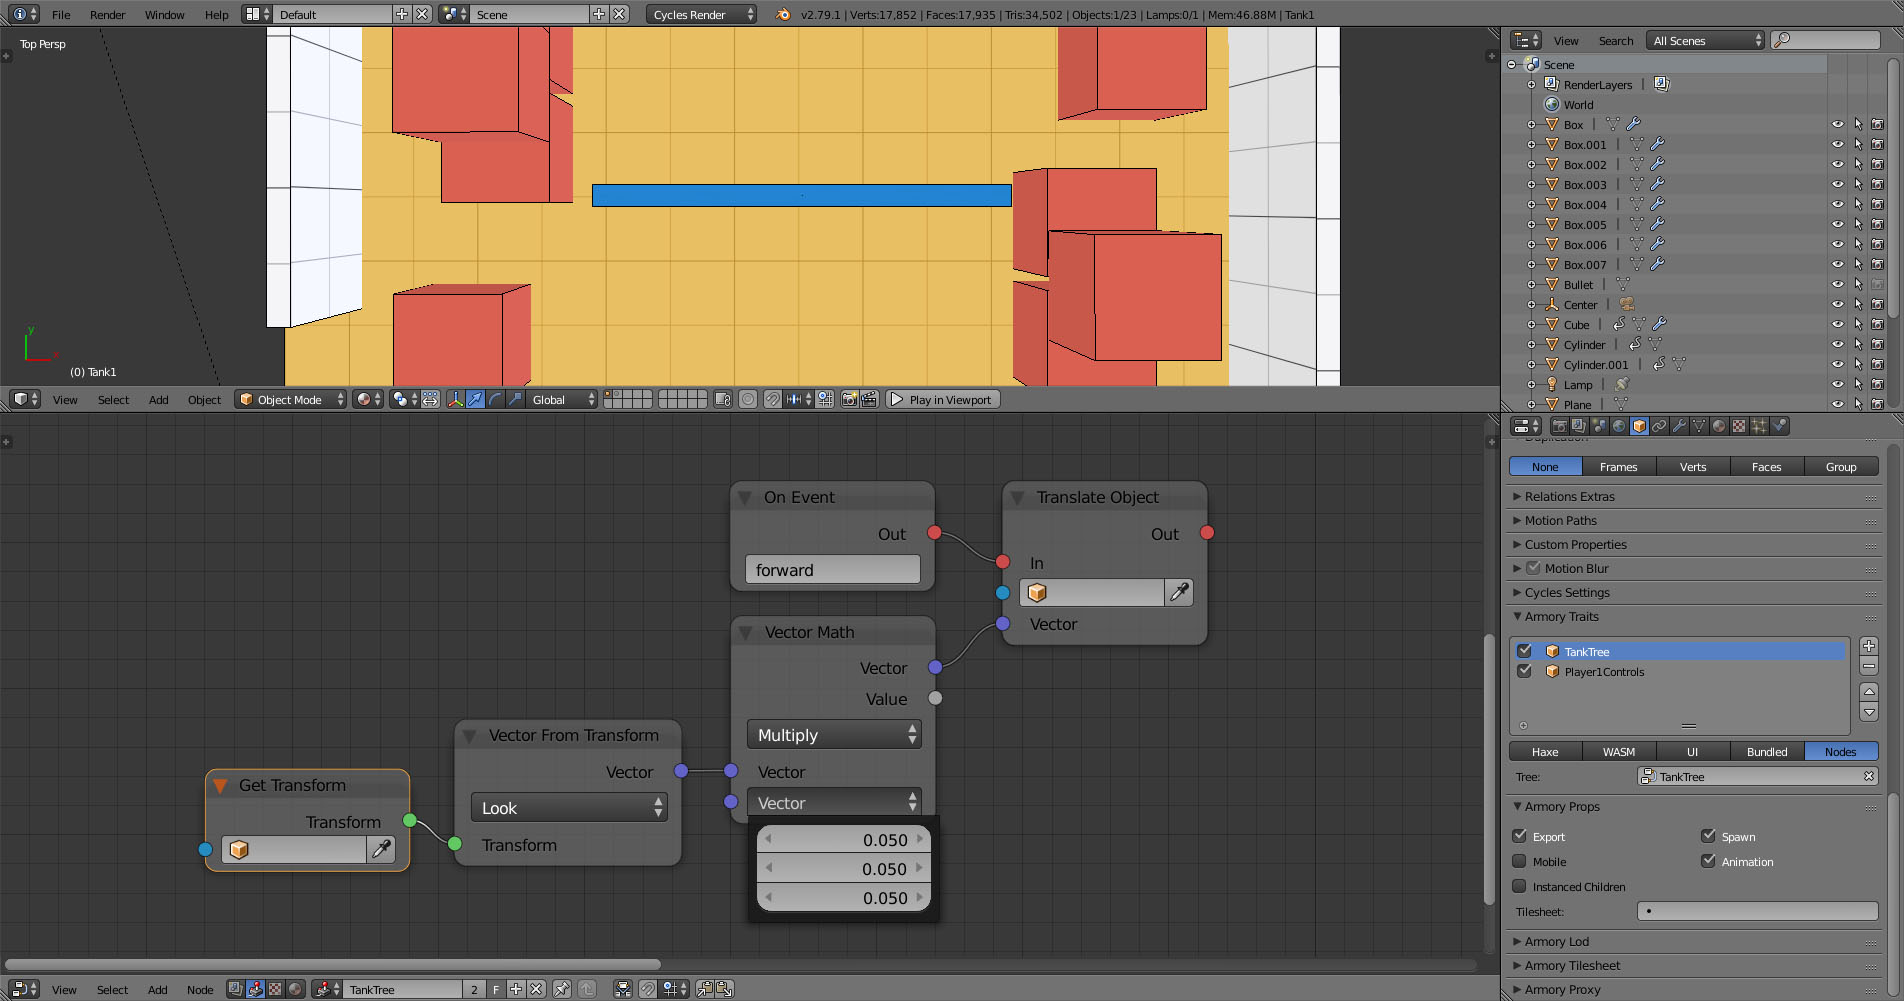 File Render Window Help Default Scene Cycles Render v2.79.1 | Verts:17,852 | Faces:17,935 | Tris:34,502 | Objects:1/23 | Lamps:0/1 | Mem:46.88M | Tank1
Top Persp
y
x
(0) Tank1
View Select Add Object Object Mode Global Play in Viewport
View Search All Scenes
Scene
RenderLayers |
World
Box |
Box.001 |
Box.002 |
Box.003 |
Box.004 |
Box.005 |
Box.006 |
Box.007 |
Bullet |
Center |
Cube |
Cylinder |
Cylinder.001 |
Lamp |
Plane |
On Event
Out
forward
Translate Object
Out
In
Vector
Vector Math
Vector
Value
Multiply
Vector
Vector
0.050
0.050
0.050
Vector From Transform
Vector
Look
Transform
Get Transform
Transform
View Select Add Node TankTree 2 F
Duplication
None Frames Verts Faces Group
Relations Extras
Motion Paths
Custom Properties
Motion Blur
Cycles Settings
Armory Traits
TankTree
Player1Controls
Haxe WASM UI Bundled Nodes
Tree: TankTree
Armory Props
Export Spawn
Mobile Animation
Instanced Children
Tilesheet:
Armory Lod
Armory Tilesheet
Armory Proxy